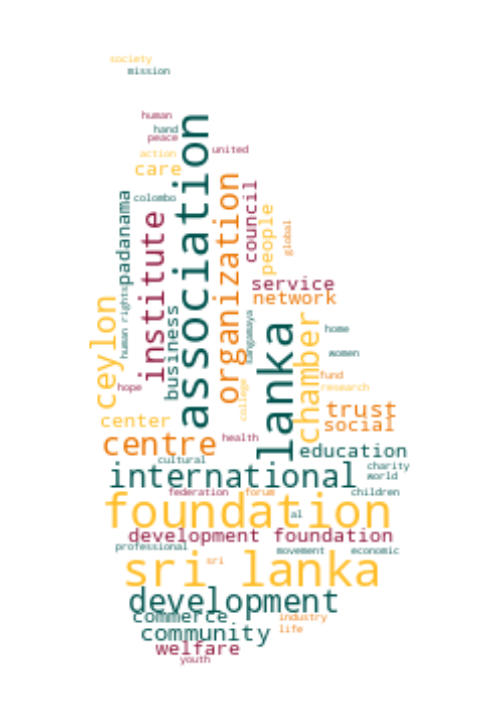 society
mission
human
hand
peace
association
united
action
care
organization
council
padanama
colombo
people
institute
global
service
network
ceylon
human rights
business
sangamaya
lanka
chamber
home
women
hope
fund
research
college
trust
center
social
centre
health
education
cultural
international
charity
world
federation
forum
children
foundation
al
development foundation
professional
movement
economic
sri
sri lanka
development
commerce
industry
community
life
welfare
youth